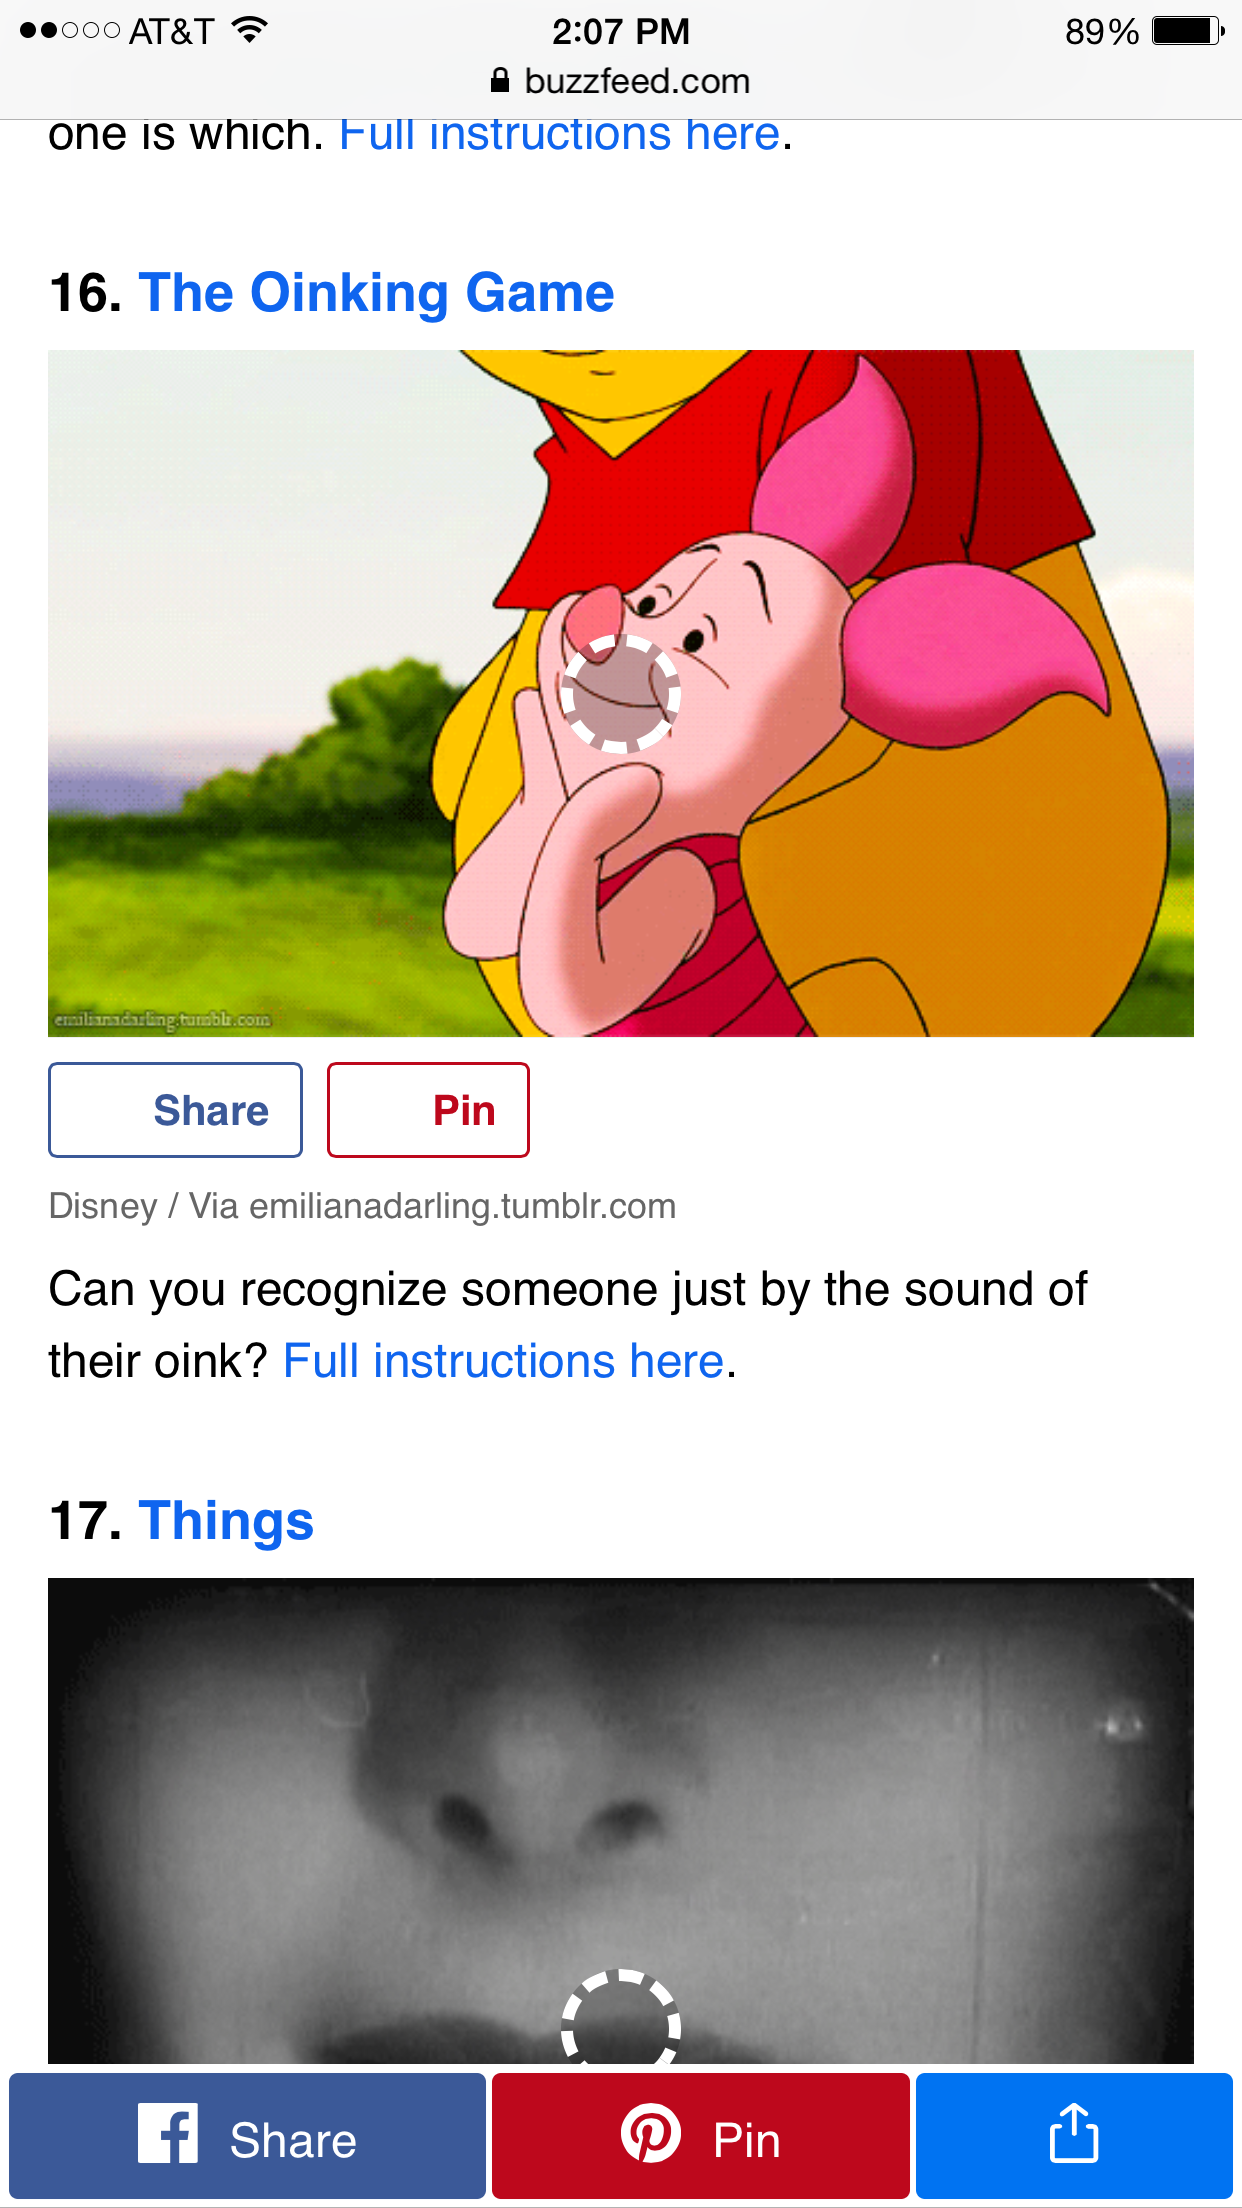 AT&T 2:07 PM 89%
buzzfeed.com
one is which. Full instructions here.
16. The Oinking Game
emilianadarling.tumblr.com
Share Pin
Disney / Via emilianadarling.tumblr.com
Can you recognize someone just by the sound of
their oink? Full instructions here.
17. Things
Share Pin